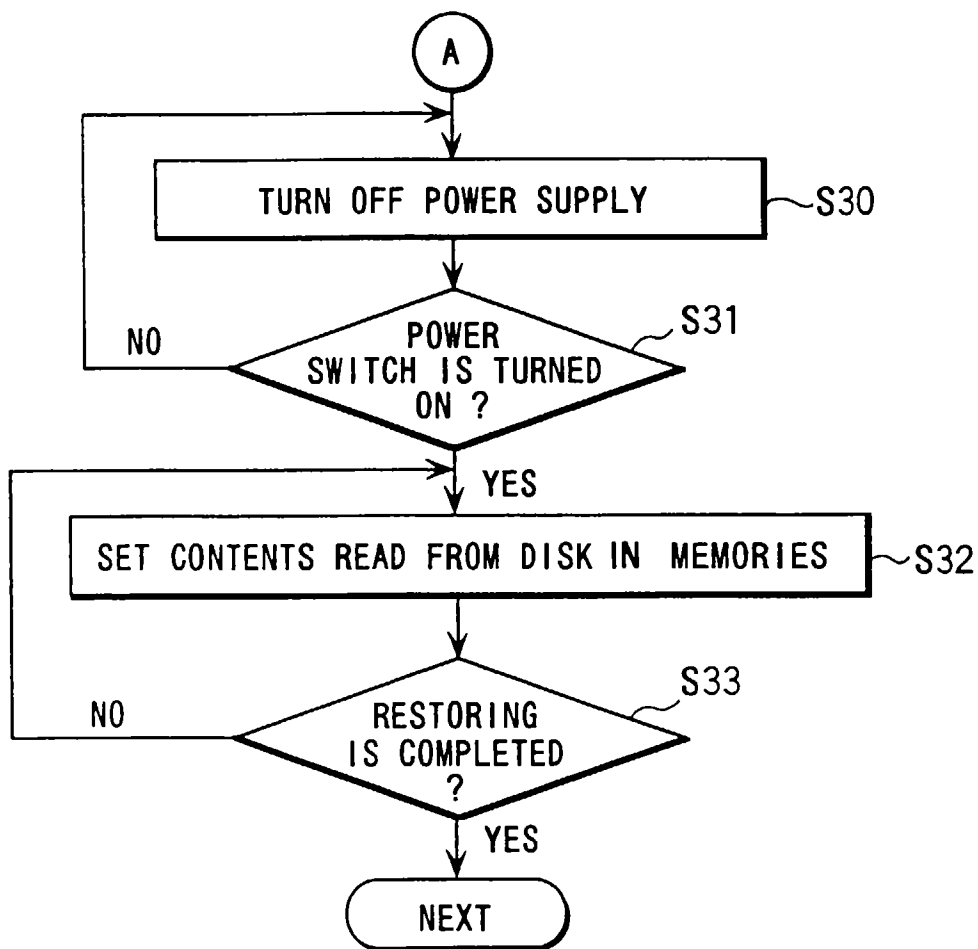 A
TURN OFF POWER SUPPLY
S30
POWER
SWITCH IS TURNED
ON ?
S31
NO
YES
SET CONTENTS READ FROM DISK IN MEMORIES
S32
RESTORING
IS COMPLETED
?
S33
NO
YES
NEXT